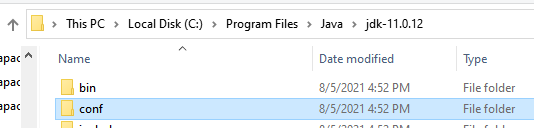 This PC > Local Disk (C:) > Program Files > Java > jdk-11.0.12
Name Date modified Type
bin 8/5/2021 4:52 PM File folder
conf 8/5/2021 4:52 PM File folder